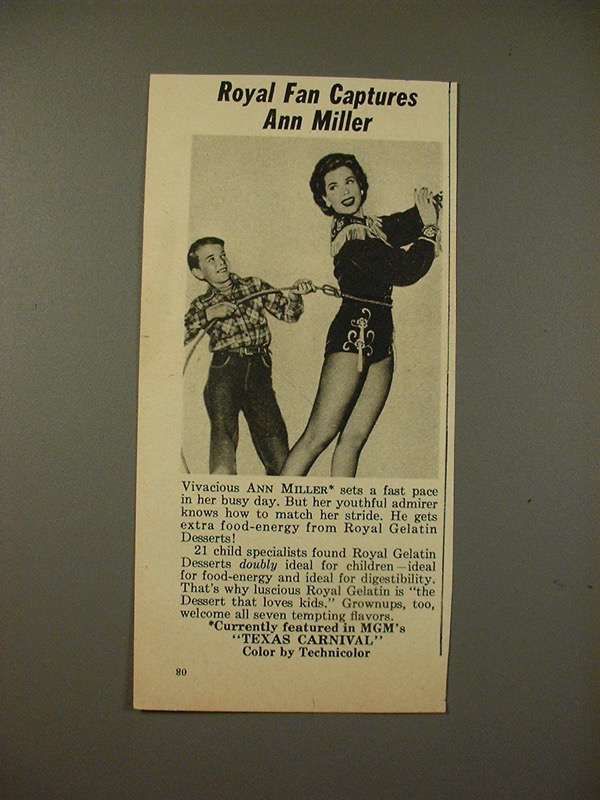 Royal Fan Captures
Ann Miller
Vivacious ANN MILLER* sets a fast pace
in her busy day. But her youthful admirer
knows how to match her stride. He gets
extra food-energy from Royal Gelatin
Desserts!
21 child specialists found Royal Gelatin
Desserts doubly ideal for children—ideal
for food-energy and ideal for digestibility.
That's why luscious Royal Gelatin is "the
Dessert that loves kids." Grownups, too,
welcome all seven tempting flavors.
*Currently featured in MGM's
"TEXAS CARNIVAL"
Color by Technicolor
80